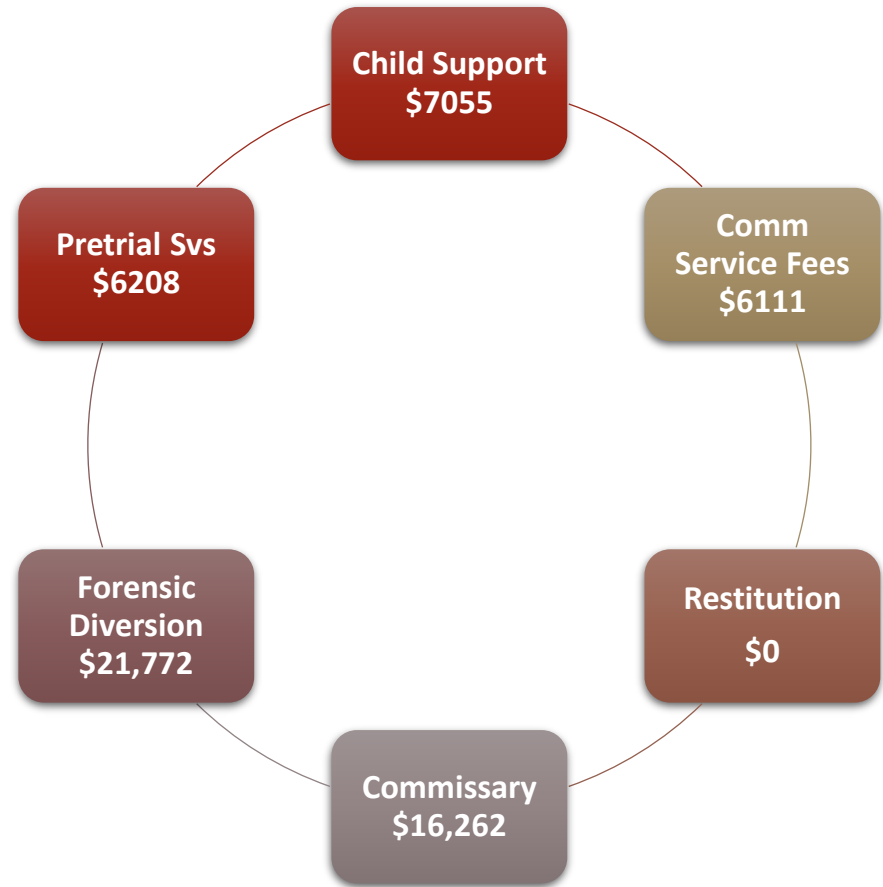 Child Support
$7055
Comm
Service Fees
$6111
Restitution
$0
Commissary
$16,262
Forensic
Diversion
$21,772
Pretrial Svs
$6208